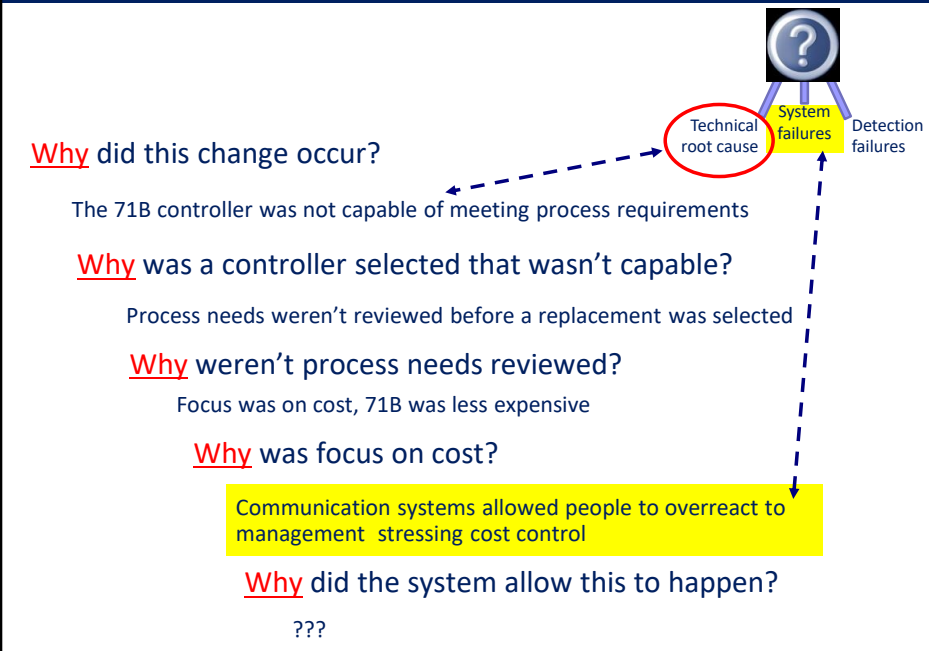 ?
System
failures
Technical
root cause
Detection
failures
Why did this change occur?
The 71B controller was not capable of meeting process requirements
Why was a controller selected that wasn't capable?
Process needs weren't reviewed before a replacement was selected
Why weren't process needs reviewed?
Focus was on cost, 71B was less expensive
Why was focus on cost?
Communication systems allowed people to overreact to
management  stressing cost control
Why did the system allow this to happen?
???